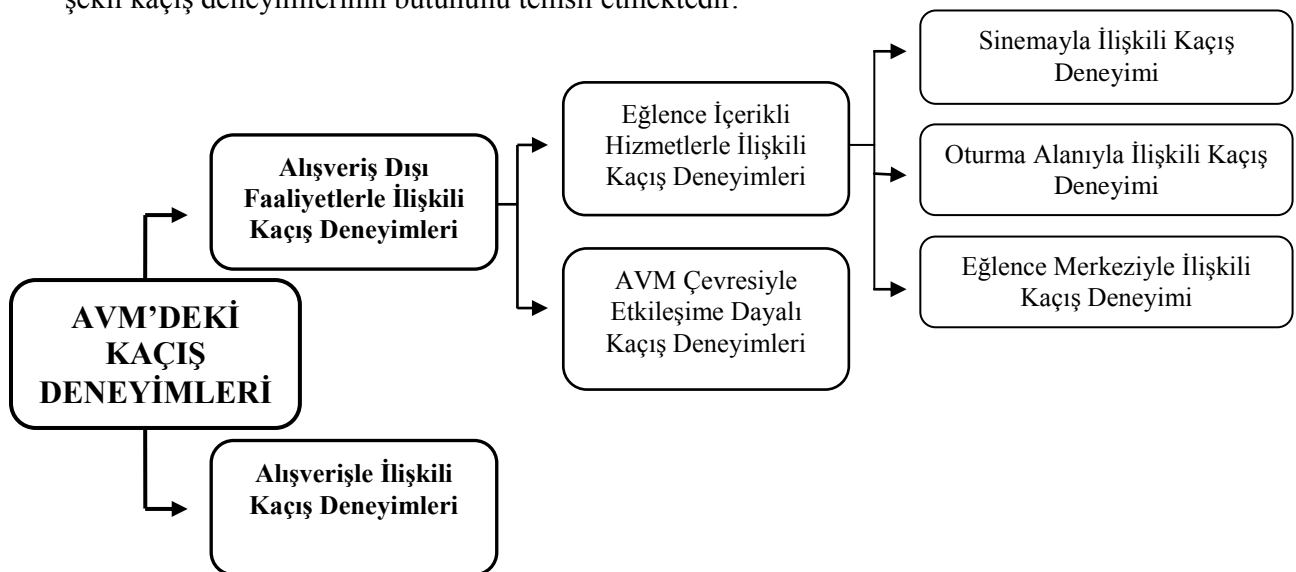 şekil kaçış deneyimlerinin bütününü temsil etmektedir.
Sinemayla İlişkili Kaçış
Deneyimi
Eğlence İçerikli
Hizmetlerle İlişkili
Kaçış Deneyimleri
Alışveriş Dışı
Faaliyetlerle İlişkili
Kaçış Deneyimleri
Oturma Alanıyla İlişkili Kaçış
Deneyimi
Eğlence Merkeziyle İlişkili
Kaçış Deneyimi
AVM Çevresiyle
Etkileşime Dayalı
Kaçış Deneyimleri
AVM’DEKİ
KAÇIŞ
DENEYİMLERİ
Alışverişle İlişkili
Kaçış Deneyimleri